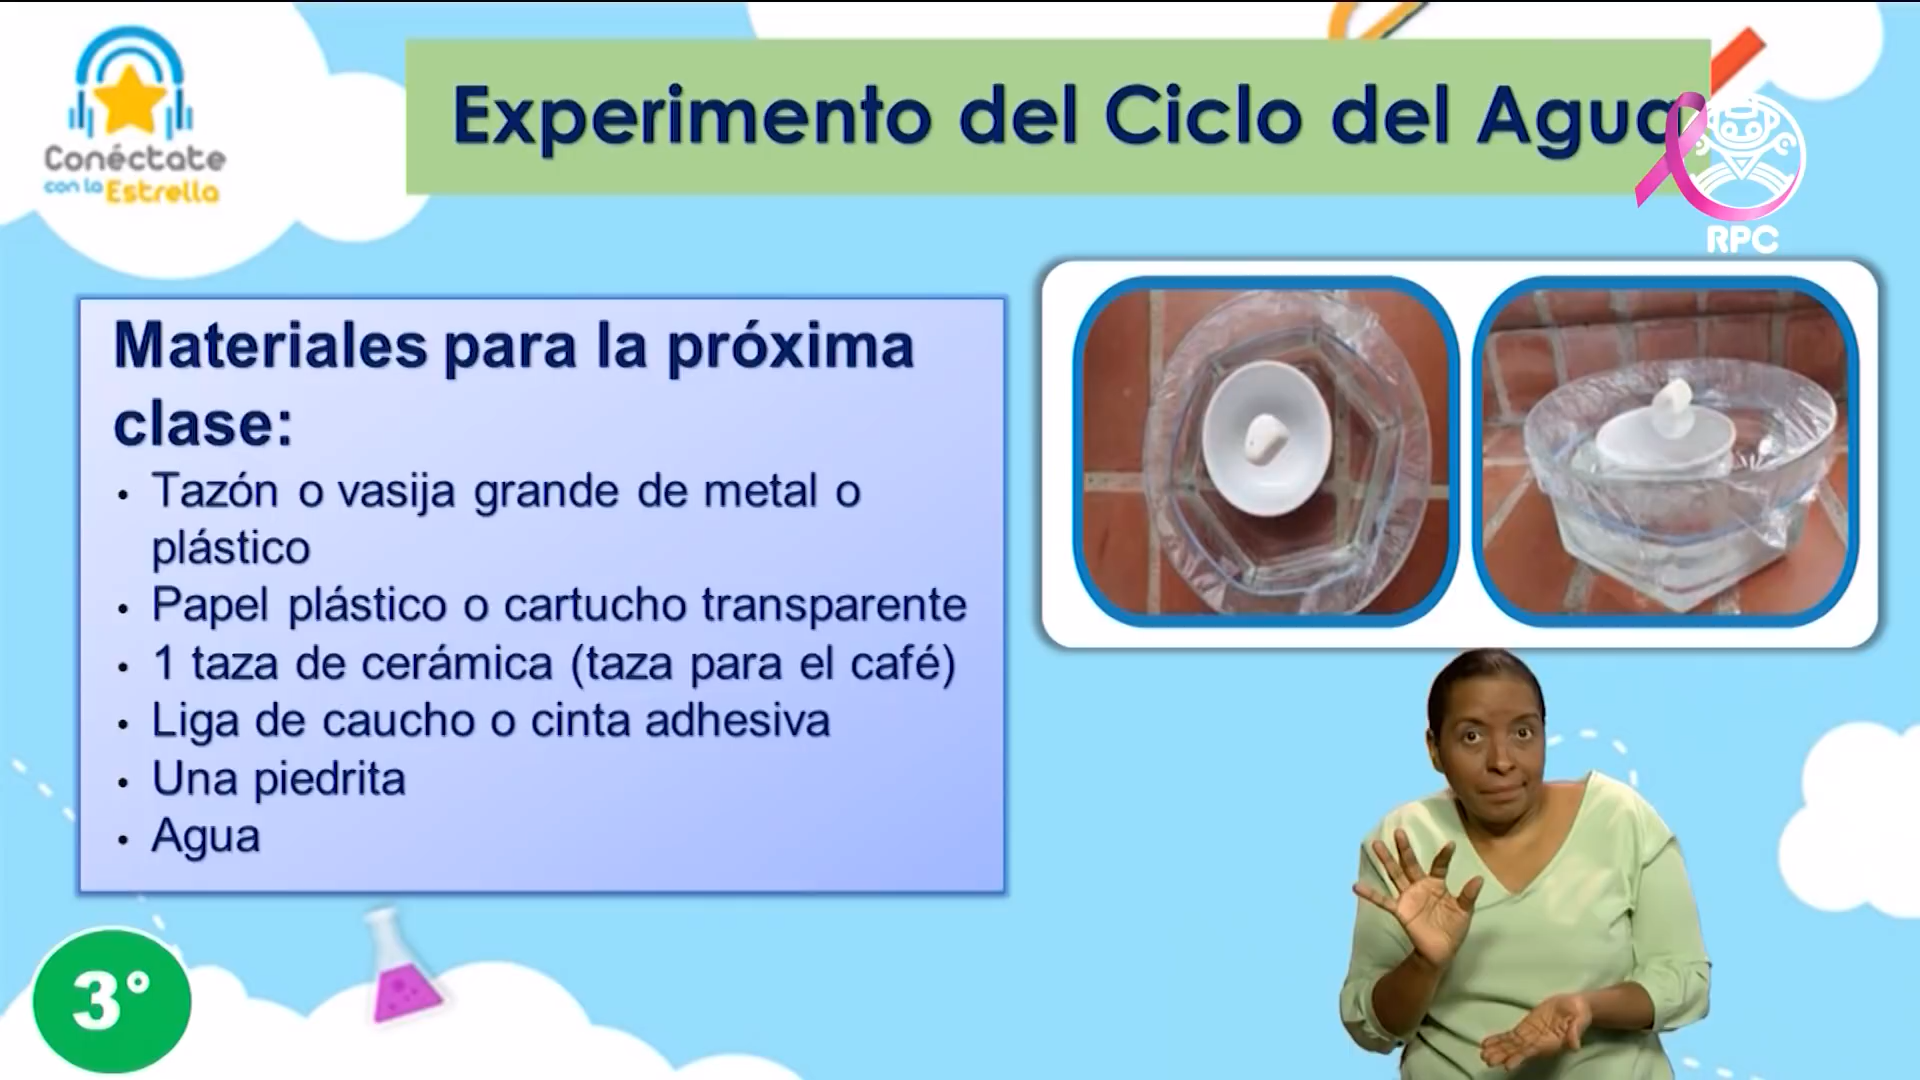 Conéctate
con la Estrella
Experimento del Ciclo del Agua
RPC
Materiales para la próxima
clase:
• Tazón o vasija grande de metal o
plástico
• Papel plástico o cartucho transparente
• 1 taza de cerámica (taza para el café)
• Liga de caucho o cinta adhesiva
• Una piedrita
• Agua
3°